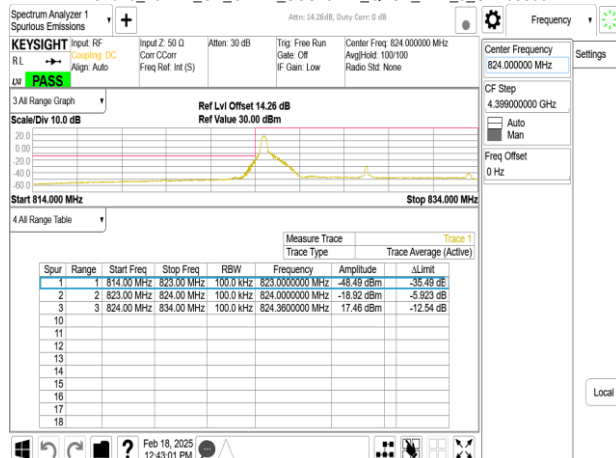 Spectrum Analyzer 1
Spurious Emissions
+
Attn: 14.26dB, Duty Corr: 0 dB
Frequency
KEYSIGHT
Input: RF
Input Z: 50 Ω
Atten: 30 dB
Trig: Free Run
Center Freq: 824.000000 MHz
RL
Coupling: DC
Corr CCorr
Gate: Off
Avg|Hold: 100/100
Align: Auto
Freq Ref: Int (S)
IF Gain: Low
Radio Std: None
LXI
PASS
Center Frequency
824.000000 MHz
Settings
CF Step
4.399000000 GHz
Auto
Man
Freq Offset
0 Hz
3 All Range Graph
Ref Lvl Offset 14.26 dB
Scale/Div 10.0 dB
Ref Value 30.00 dBm
20.0
0.00
-20.0
-40.0
-60.0
Start 814.000 MHz
Stop 834.000 MHz
4 All Range Table
Measure Trace Trace 1
Trace Type Trace Average (Active)
Spur Range Start Freq Stop Freq RBW Frequency Amplitude ΔLimit
1 1 814.00 MHz 823.00 MHz 100.0 kHz 823.0000000 MHz -48.49 dBm -35.49 dB
2 2 823.00 MHz 824.00 MHz 100.0 kHz 824.0000000 MHz -18.92 dBm -5.923 dB
3 3 824.00 MHz 834.00 MHz 100.0 kHz 824.3600000 MHz 17.46 dBm -12.54 dB
10
11
12
13
14
15
16
17
18
Local
?
Feb 18, 2025
12:43:01 PM